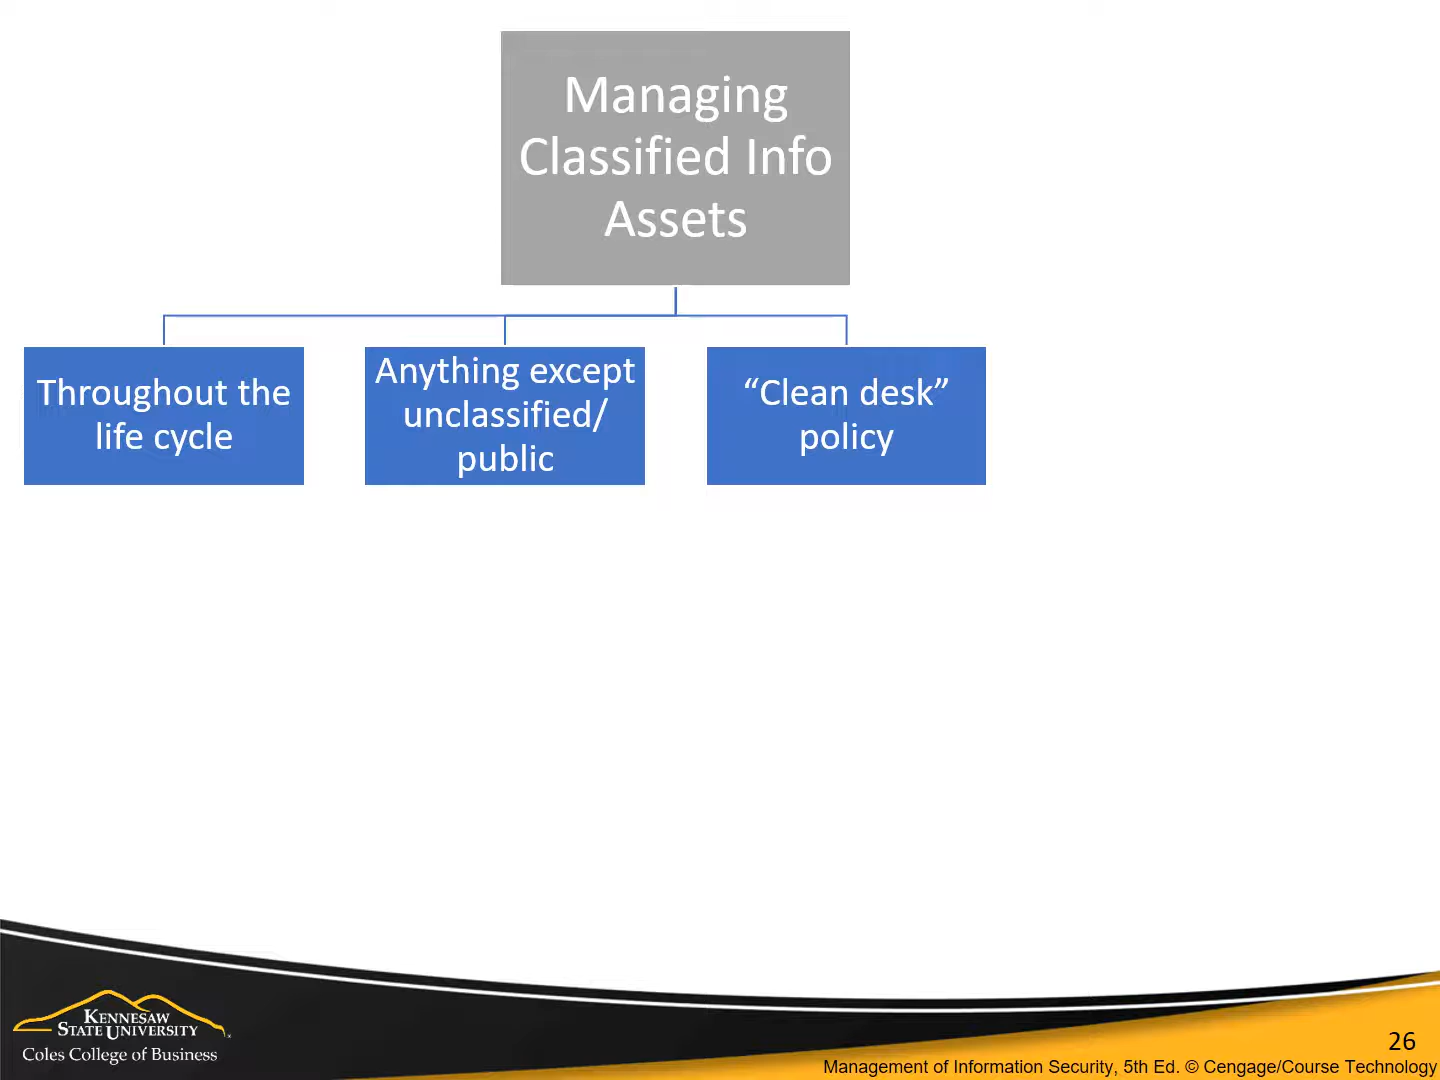 Managing
Classified Info
Assets
Throughout the
life cycle
Anything except
unclassified/
public
“Clean desk”
policy
KENNESAW
STATE UNIVERSITY
Coles College of Business
26
Management of Information Security, 5th Ed. © Cengage/Course Technology